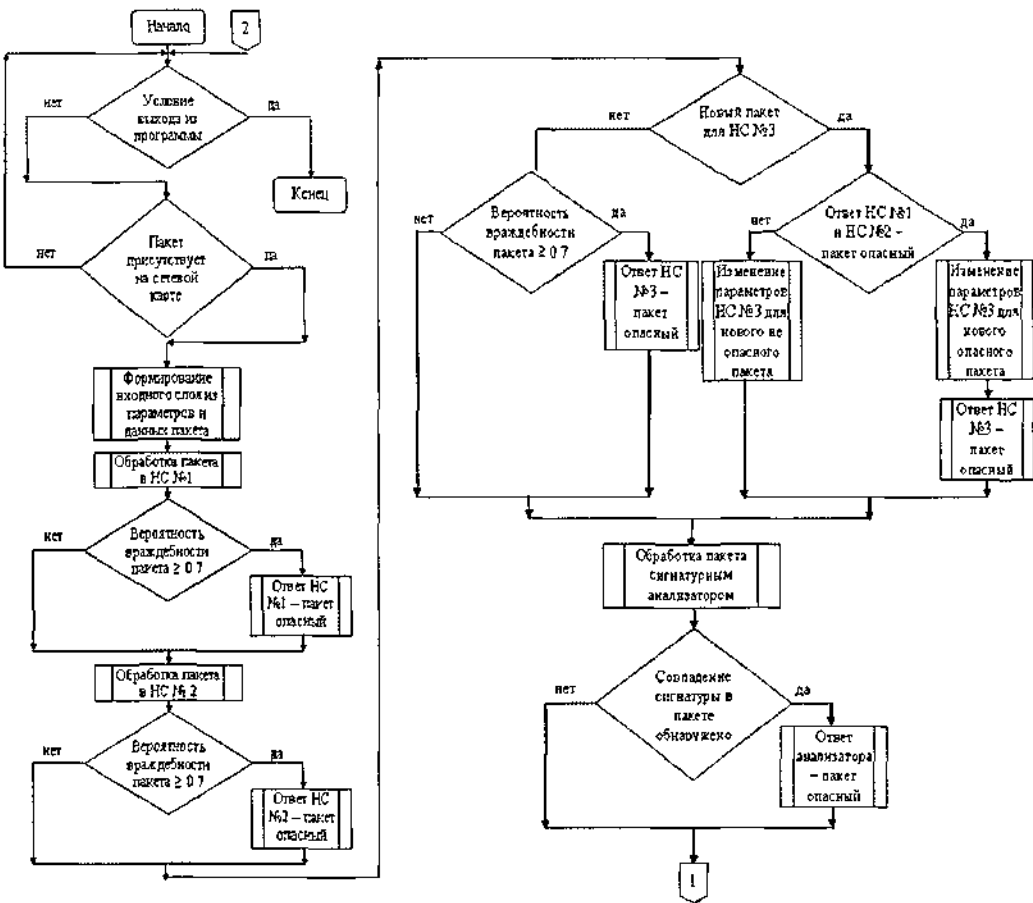 Начало
2
Условие
выхода из
программы
нет
да
Конец
Пакет
присутствует
на сетевой
карте
нет
да
Формирование
входного слоя из
параметров и
данных пакета
Обработка пакета
в НС №1
Вероятность
враждебности
пакета ≥ 0 7
нет
да
Ответ НС
№1 – пакет
опасный
Обработка пакета
в НС № 2
Вероятность
враждебности
пакета ≥ 0 7
нет
да
Ответ НС
№2 – пакет
опасный
Новый пакет
для НС №3
нет
да
Вероятность
враждебности
пакета ≥ 0 7
нет
да
Ответ НС
№3 –
пакет
опасный
Ответ НС №1
и НС №2 –
пакет опасный
нет
да
Изменение
параметров
НС №3 для
нового не
опасного
пакета
Изменение
параметров
НС №3 для
нового
опасного
пакета
Ответ НС
№3 –
пакет
опасный
Обработка пакета
сигнатурным
анализатором
Совпадение
сигнатуры в
пакете
обнаружено
нет
да
Ответ
анализатора
– пакет
опасный
1